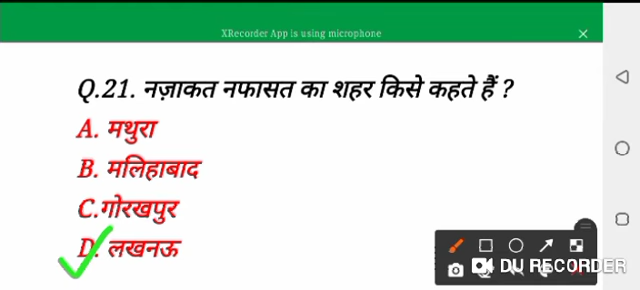 XRecorder App is using microphone
Q.21. नज़ाकत नफासत का शहर किसे कहते हैं ?
A. मथुरा
B. मलिहाबाद
C.गोरखपुर
D. लखनऊ
DU RECORDER